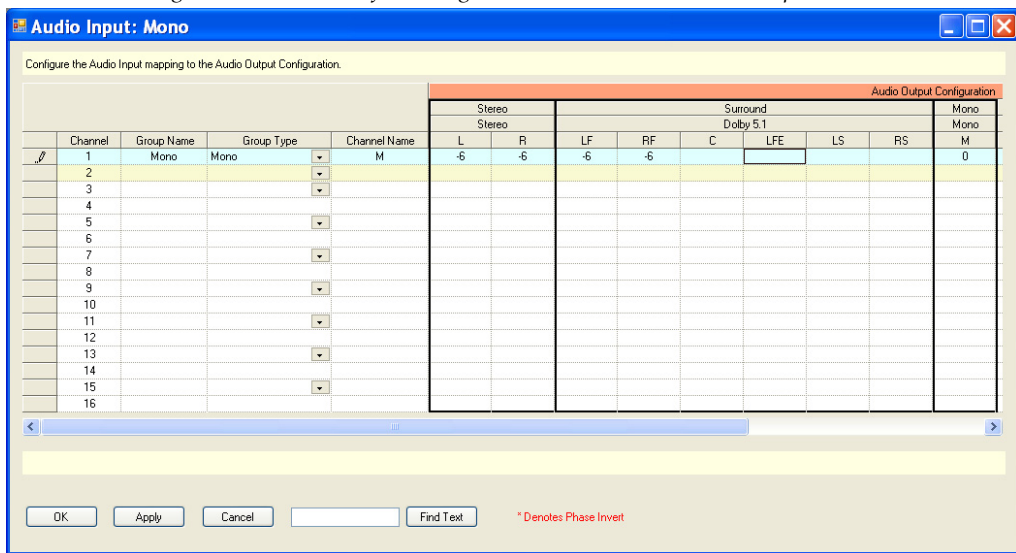 Audio Input: Mono
Configure the Audio Input mapping to the Audio Output Configuration.
Audio Output Configuration
Stereo Surround Mono
Stereo Dolby 5.1 Mono
Channel Group Name Group Type Channel Name L R LF RF C LFE LS RS M
1 Mono Mono M -6 -6 -6 -6 0
2
3
4
5
6
7
8
9
10
11
12
13
14
15
16
OK Apply Cancel Find Text * Denotes Phase Invert